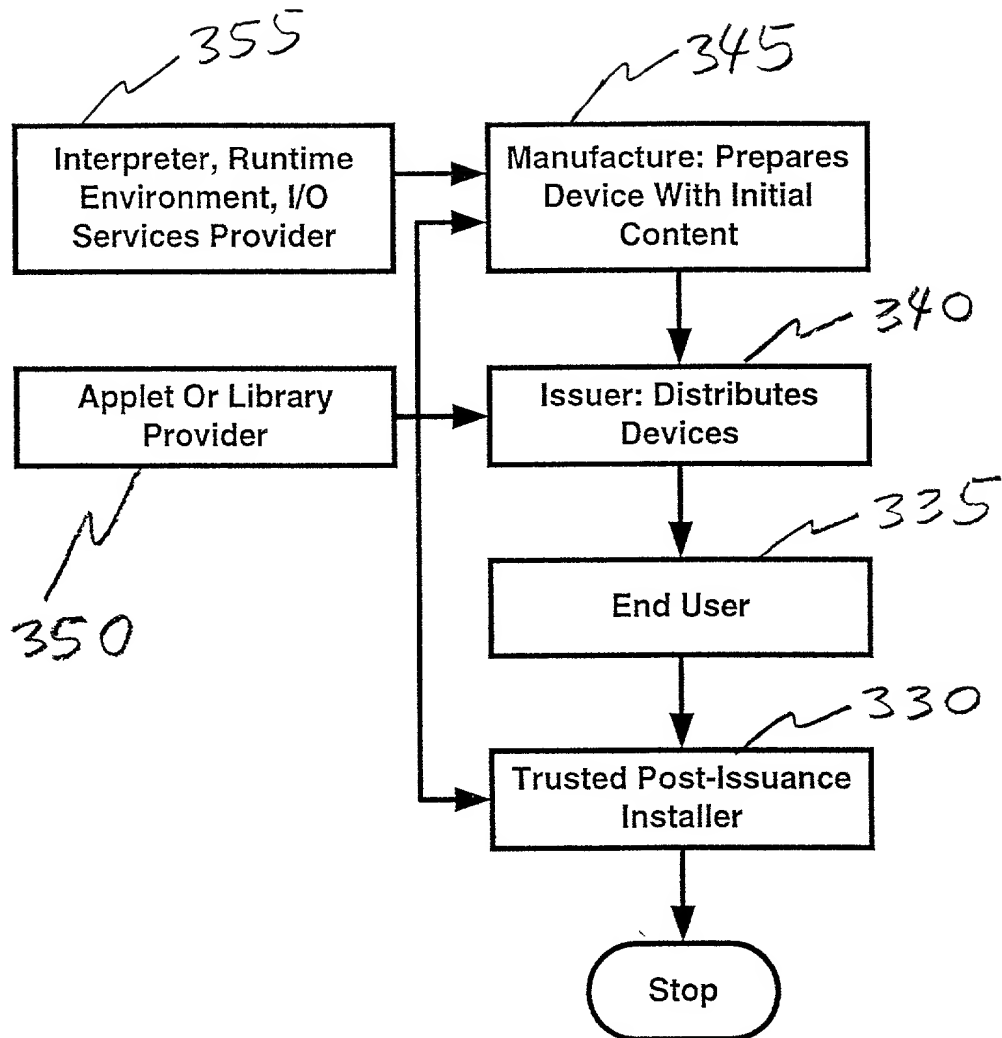 355
345
Interpreter, Runtime
Environment, I/O
Services Provider
Manufacture: Prepares
Device With Initial
Content
340
Applet Or Library
Provider
Issuer: Distributes
Devices
350
335
End User
330
Trusted Post-Issuance
Installer
Stop